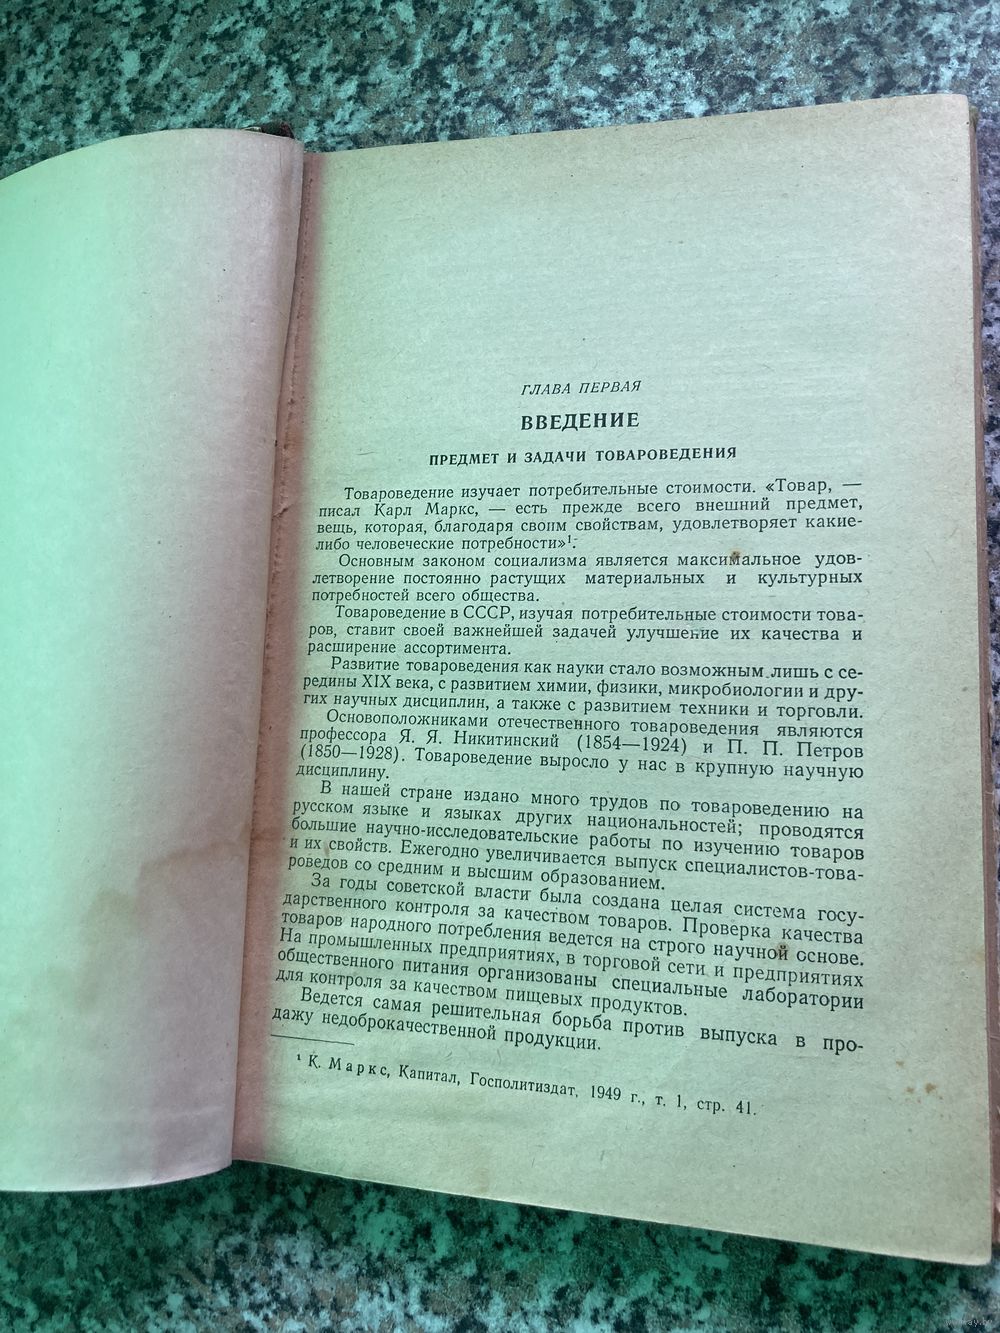 ГЛАВА ПЕРВАЯ
ВВЕДЕНИЕ
ПРЕДМЕТ И ЗАДАЧИ ТОВАРОВЕДЕНИЯ
Товароведение изучает потребительные стоимости. «Товар, —
писал Карл Маркс, — есть прежде всего внешний предмет,
вещь, которая, благодаря своим свойствам, удовлетворяет какие-
либо человеческие потребности»¹.
Основным законом социализма является максимальное удов-
летворение постоянно растущих материальных и культурных
потребностей всего общества.
Товароведение в СССР, изучая потребительные стоимости това-
ров, ставит своей важнейшей задачей улучшение их качества и
расширение ассортимента.
Развитие товароведения как науки стало возможным лишь с се-
редины XIX века, с развитием химии, физики, микробиологии и дру-
гих научных дисциплин, а также с развитием техники и торговли.
Основоположниками отечественного товароведения являются
профессора Я. Я. Никитинский (1854—1924) и П. П. Петров
(1850—1928). Товароведение выросло у нас в крупную научную
дисциплину.
В нашей стране издано много трудов по товароведению на
русском языке и языках других национальностей; проводятся
большие научно-исследовательские работы по изучению товаров
и их свойств. Ежегодно увеличивается выпуск специалистов-това-
роведов со средним и высшим образованием.
За годы советской власти была создана целая система госу-
дарственного контроля за качеством товаров. Проверка качества
товаров народного потребления ведется на строго научной основе.
На промышленных предприятиях, в торговой сети и предприятиях
общественного питания организованы специальные лаборатории
для контроля за качеством пищевых продуктов.
Ведется самая решительная борьба против выпуска в про-
дажу недоброкачественной продукции.
¹ К. Маркс, Капитал, Госполитиздат, 1949 г., т. 1, стр. 41.